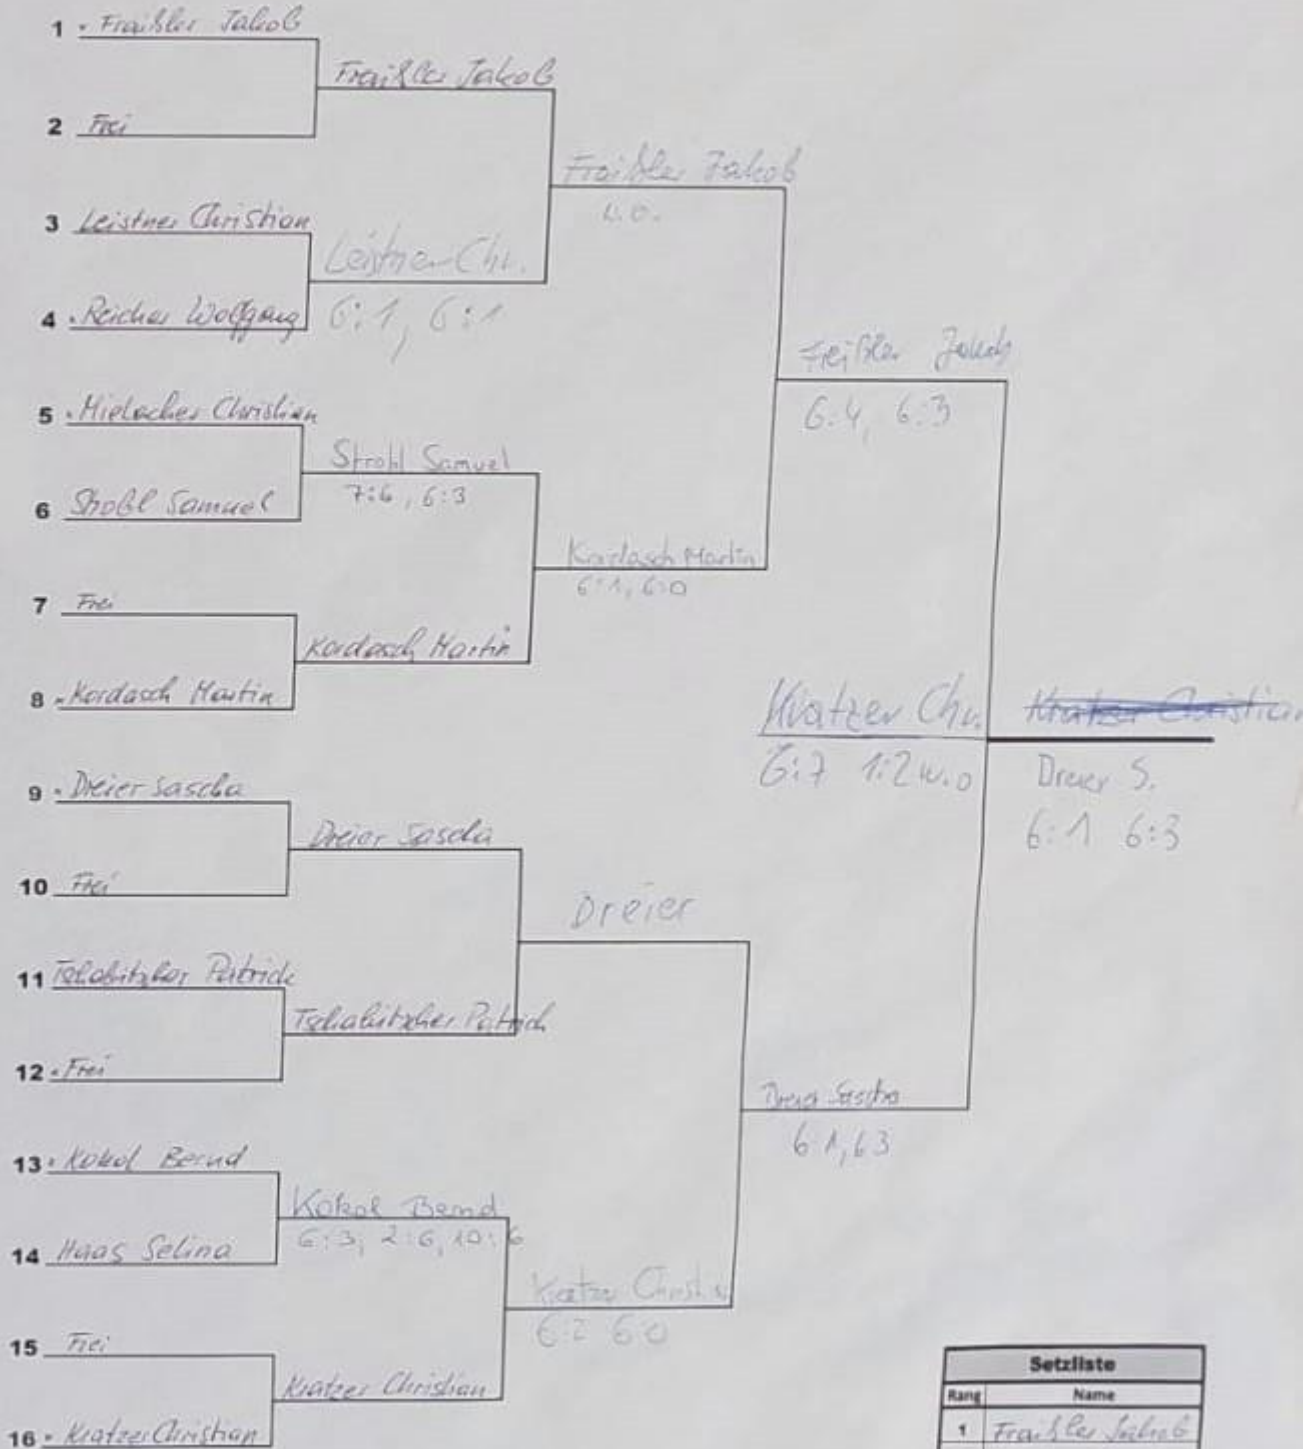 1 · Fraißler Jakob
Fraißler Jakob
2 Frei
Fraißler Jakob
w.o.
3 Leistner Christian
Leistner Chr.
6:1, 6:1
4 · Reicher Wolfgang
Freißler Jakob
6:4, 6:3
5 · Mielacher Christian
Strobl Samuel
7:6, 6:3
6 Strobl Samuel
Kordasch Martin
6:1, 6:0
7 Frei
Kordasch Martin
8 · Kordasch Martin
Kratzer Chr.
6:7 1:2 w.o
Kratzer Christian
Dreier S.
6:1 6:3
9 · Dreier Sascha
Dreier Sascha
10 Frei
Dreier
11 Tschabitscher Patrick
Tschabitscher Patrick
12 · Frei
Dreier Sascha
6 1, 6 3
13 · Kokol Bernd
Kokol Bernd
6:3, 2:6, 10:6
14 Haas Selina
Kratzer Christian
6:2 6:0
15 Frei
Kratzer Christian
16 · Kratzer Christian
Setzliste
Rang Name
1 Fraißler Jakob